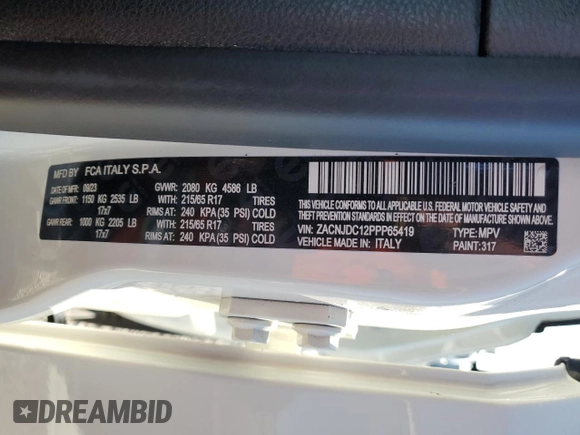 MFD BY FCA ITALY S.P.A.
DATE: 09/23 GVWR: 2080 KG 4586 LB
GAWR FRONT: 1150 KG 2535 LB WITH: 215/65 R17 TIRES
17x7 RIMS AT: 240 KPA (35 PSI) COLD
GAWR REAR: 1000 KG 2205 LB WITH: 215/65 R17 TIRES
17x7 RIMS AT: 240 KPA (35 PSI) COLD
THIS VEHICLE CONFORMS TO ALL APPLICABLE U.S. FEDERAL MOTOR VEHICLE SAFETY, BUMPER, AND THEFT PREVENTION STANDARDS IN EFFECT ON THE DATE OF MANUFACTURE SHOWN ABOVE.
VIN: ZACNJDC12PPP65419 TYPE: MPV
VEHICLE MADE IN: ITALY PAINT: 317
DREAMBID